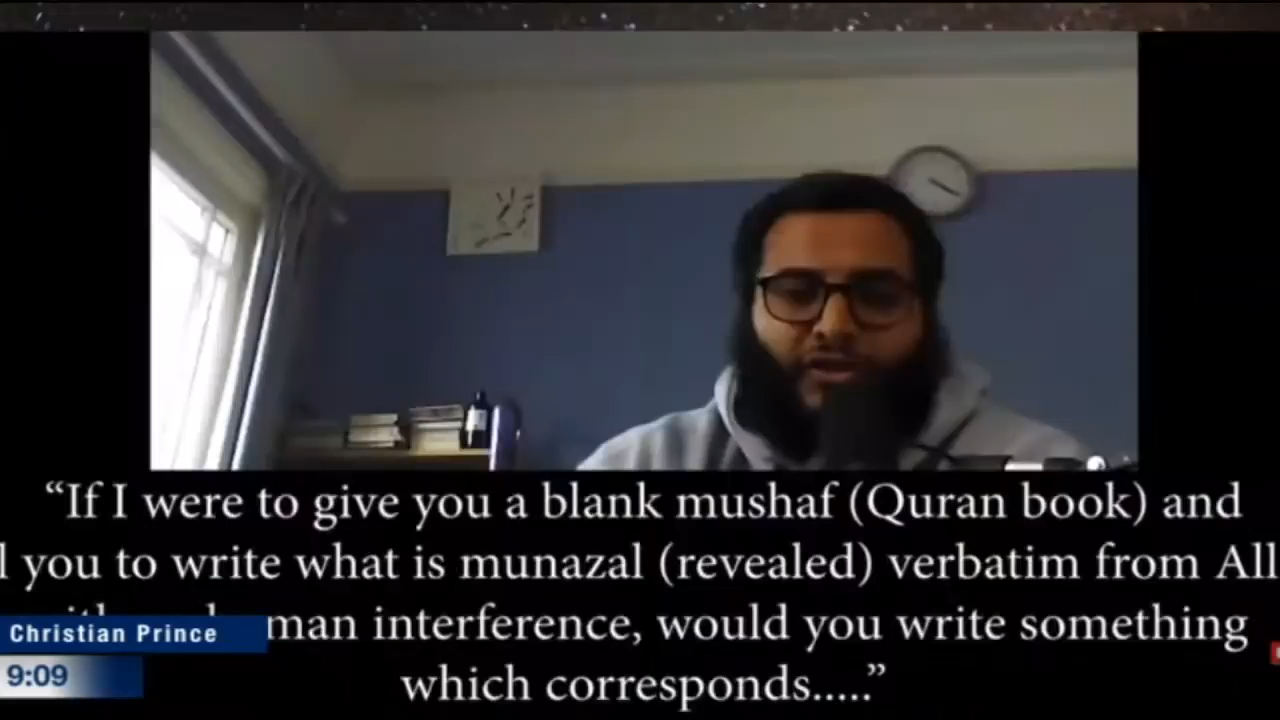 “If I were to give you a blank mushaf (Quran book) and
l you to write what is munazal (revealed) verbatim from All
man interference, would you write something
which corresponds.....”
Christian Prince
9:09